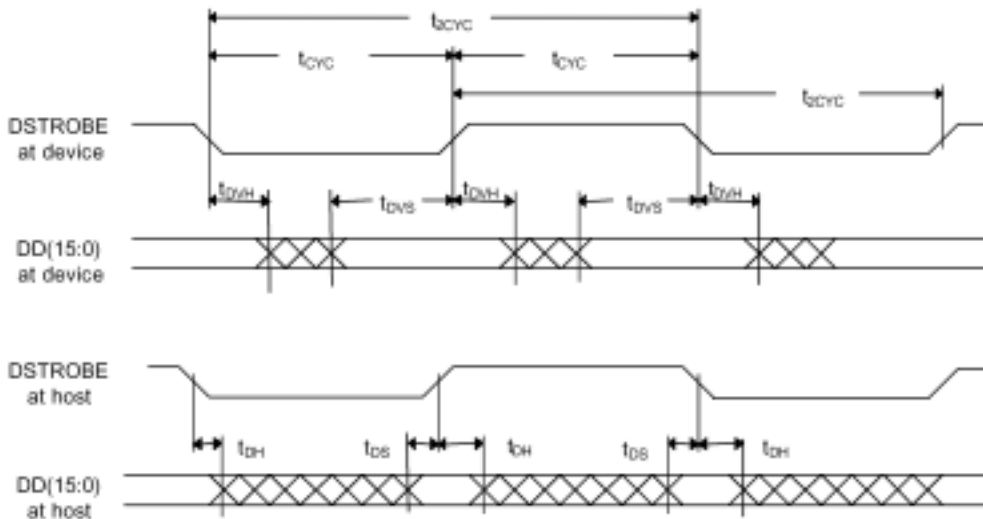 t2CYC
tCYC tCYC
t2CYC
DSTROBE
at device
tDVH tDVS tDVH tDVS tDVH
DD(15:0)
at device
DSTROBE
at host
tDH tDS tDH tDS tDH
DD(15:0)
at host